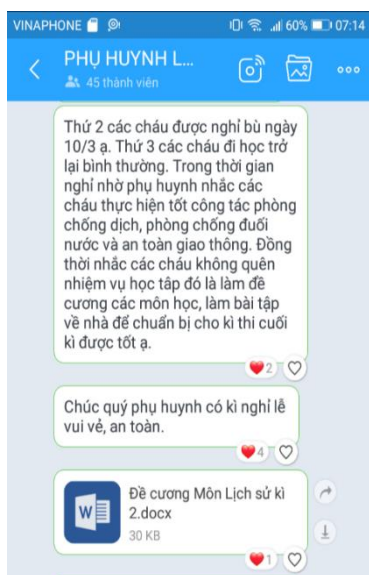 VINAPHONE 60% 07:14
PHỤ HUYNH L...
45 thành viên
Thứ 2 các cháu được nghỉ bù ngày
10/3 ạ. Thứ 3 các cháu đi học trở
lại bình thường. Trong thời gian
nghỉ nhờ phụ huynh nhắc các
cháu thực hiện tốt công tác phòng
chống dịch, phòng chống đuối
nước và an toàn giao thông. Đồng
thời nhắc các cháu không quên
nhiệm vụ học tâp đó là làm đề
cương các môn học, làm bài tập
về nhà để chuẩn bị cho kì thi cuối
kì được tốt ạ.
2
Chúc quý phụ huynh có kì nghỉ lễ
vui vẻ, an toàn.
4
W
Đề cương Môn Lịch sử kì
2.docx
30 KB
1